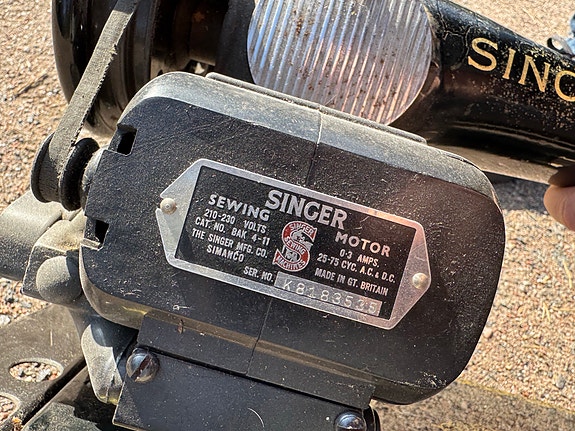 SINGER
SEWING MOTOR
210-230 VOLTS 0·3 AMPS.
CAT. NO. BAK 4-11 25-75 CYC. A.C. & D.C.
THE SINGER MFG. CO. MADE IN GT. BRITAIN
SIMANCO
SER. NO. K8183535
SING